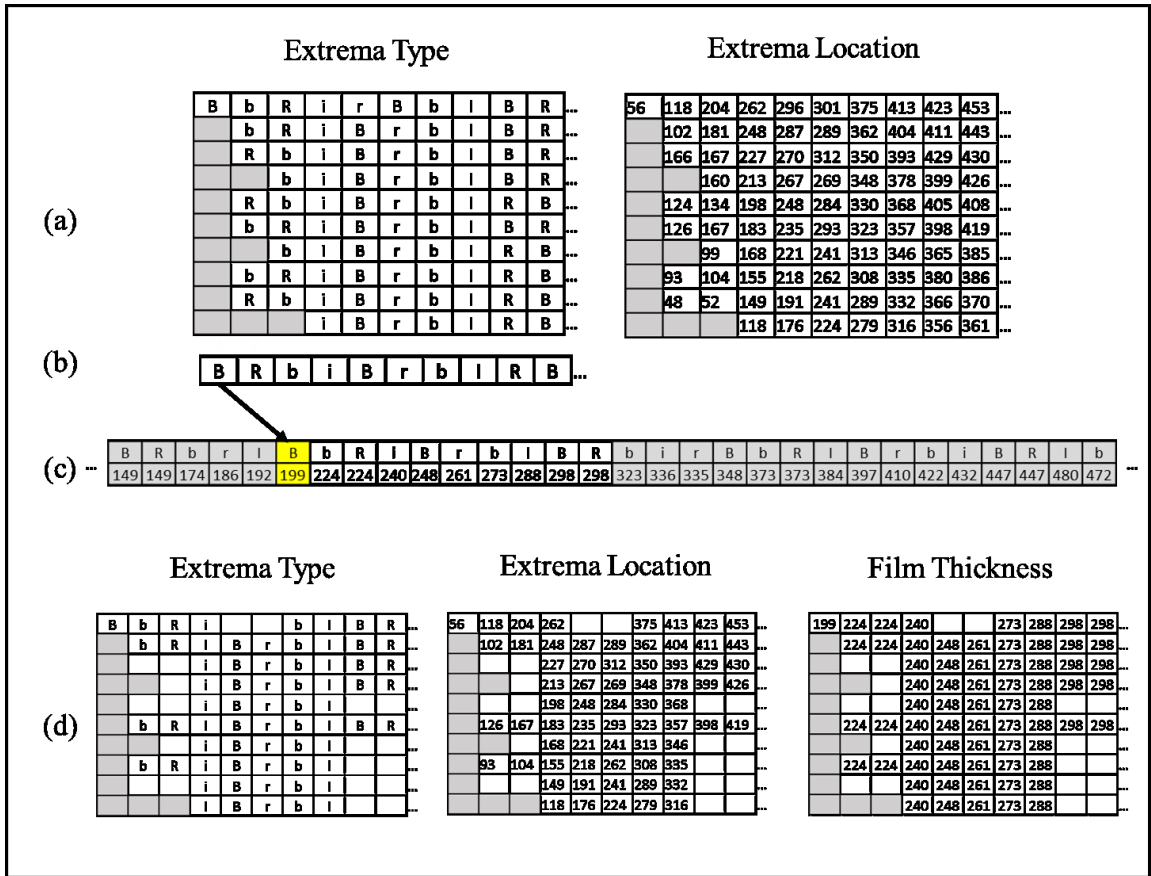 Extrema Type Extrema Location
B b R i r B b I B R ... 56 118 204 262 296 301 375 413 423 453 ...
b R i B r b I B R ... 102 181 248 287 289 362 404 411 443 ...
R b i B r b I B R ... 166 167 227 270 312 350 393 429 430 ...
b i B r b I B R ... 160 213 267 269 348 378 399 426 ...
(a) R b i B r b I R B ... 124 134 198 248 284 330 368 405 408 ...
b R i B r b I R B ... 126 167 183 235 293 323 357 398 419 ...
b i B r b I R B ... 99 168 221 241 313 346 365 385 ...
b R i B r b I R B ... 93 104 155 218 262 308 335 380 386 ...
R b i B r b I R B ... 48 52 149 191 241 289 332 366 370 ...
i B r b I R B ... 118 176 224 279 316 356 361 ...
(b) B R b i B r b I R B ...
B R b r I B b R I B r b I B R b i r B b R I B r b i B R I b
(c) ... 149 149 174 186 192 199 224 224 240 248 261 273 288 298 298 323 336 335 348 373 373 384 397 410 422 432 447 447 480 472 ...
Extrema Type Extrema Location Film Thickness
B b R i b I B R ... 56 118 204 262 375 413 423 453 ... 199 224 224 240 273 288 298 298 ...
b R I B r b I B R ... 102 181 248 287 289 362 404 411 443 ... 224 224 240 248 261 273 288 298 298 ...
i B r b I B R ... 227 270 312 350 393 429 430 ... 240 248 261 273 288 298 298 ...
i B r b I B R ... 213 267 269 348 378 399 426 ... 240 248 261 273 288 298 298 ...
i B r b I ... 198 248 284 330 368 ... 240 248 261 273 288 ...
(d) b R I B r b I B R ... 126 167 183 235 293 323 357 398 419 ... 224 224 240 248 261 273 288 298 298 ...
i B r b I ... 168 221 241 313 346 ... 240 248 261 273 288 ...
b R i B r b I ... 93 104 155 218 262 308 335 ... 224 224 240 248 261 273 288 ...
i B r b I ... 149 191 241 289 332 ... 240 248 261 273 288 ...
I B r b I ... 118 176 224 279 316 ... 240 248 261 273 288 ...